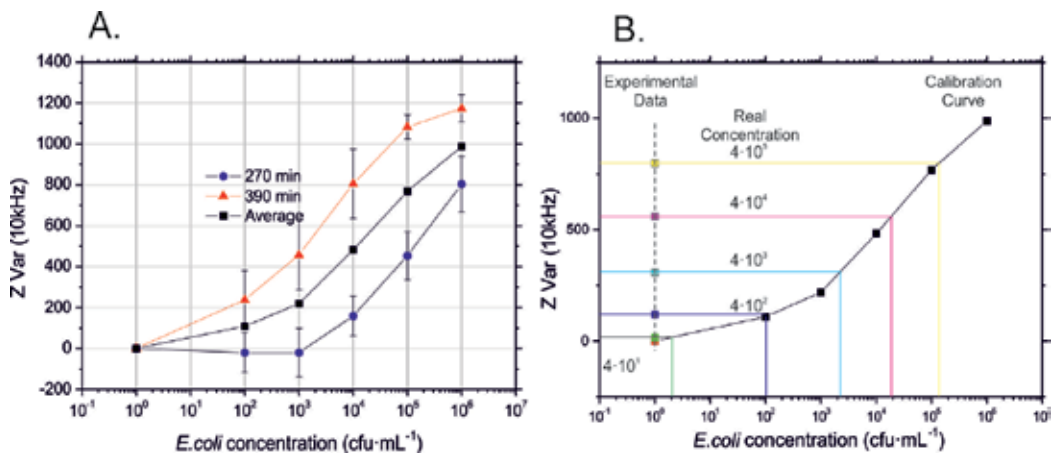 A.
1400
1200
1000
800
600
400
200
0
-200
Z Var (10kHz)
270 min
390 min
Average
10⁻¹ 10⁰ 10¹ 10² 10³ 10⁴ 10⁵ 10⁶ 10⁷
E.coli concentration (cfu·mL⁻¹)
B.
Experimental
Data
Real
Concentration
Calibration
Curve
1000
500
0
Z Var (10kHz)
4·10⁵
4·10⁴
4·10³
4·10²
4·10¹
10⁻¹ 10⁰ 10¹ 10² 10³ 10⁴ 10⁵ 10⁶
E.coli concentration (cfu·mL⁻¹)